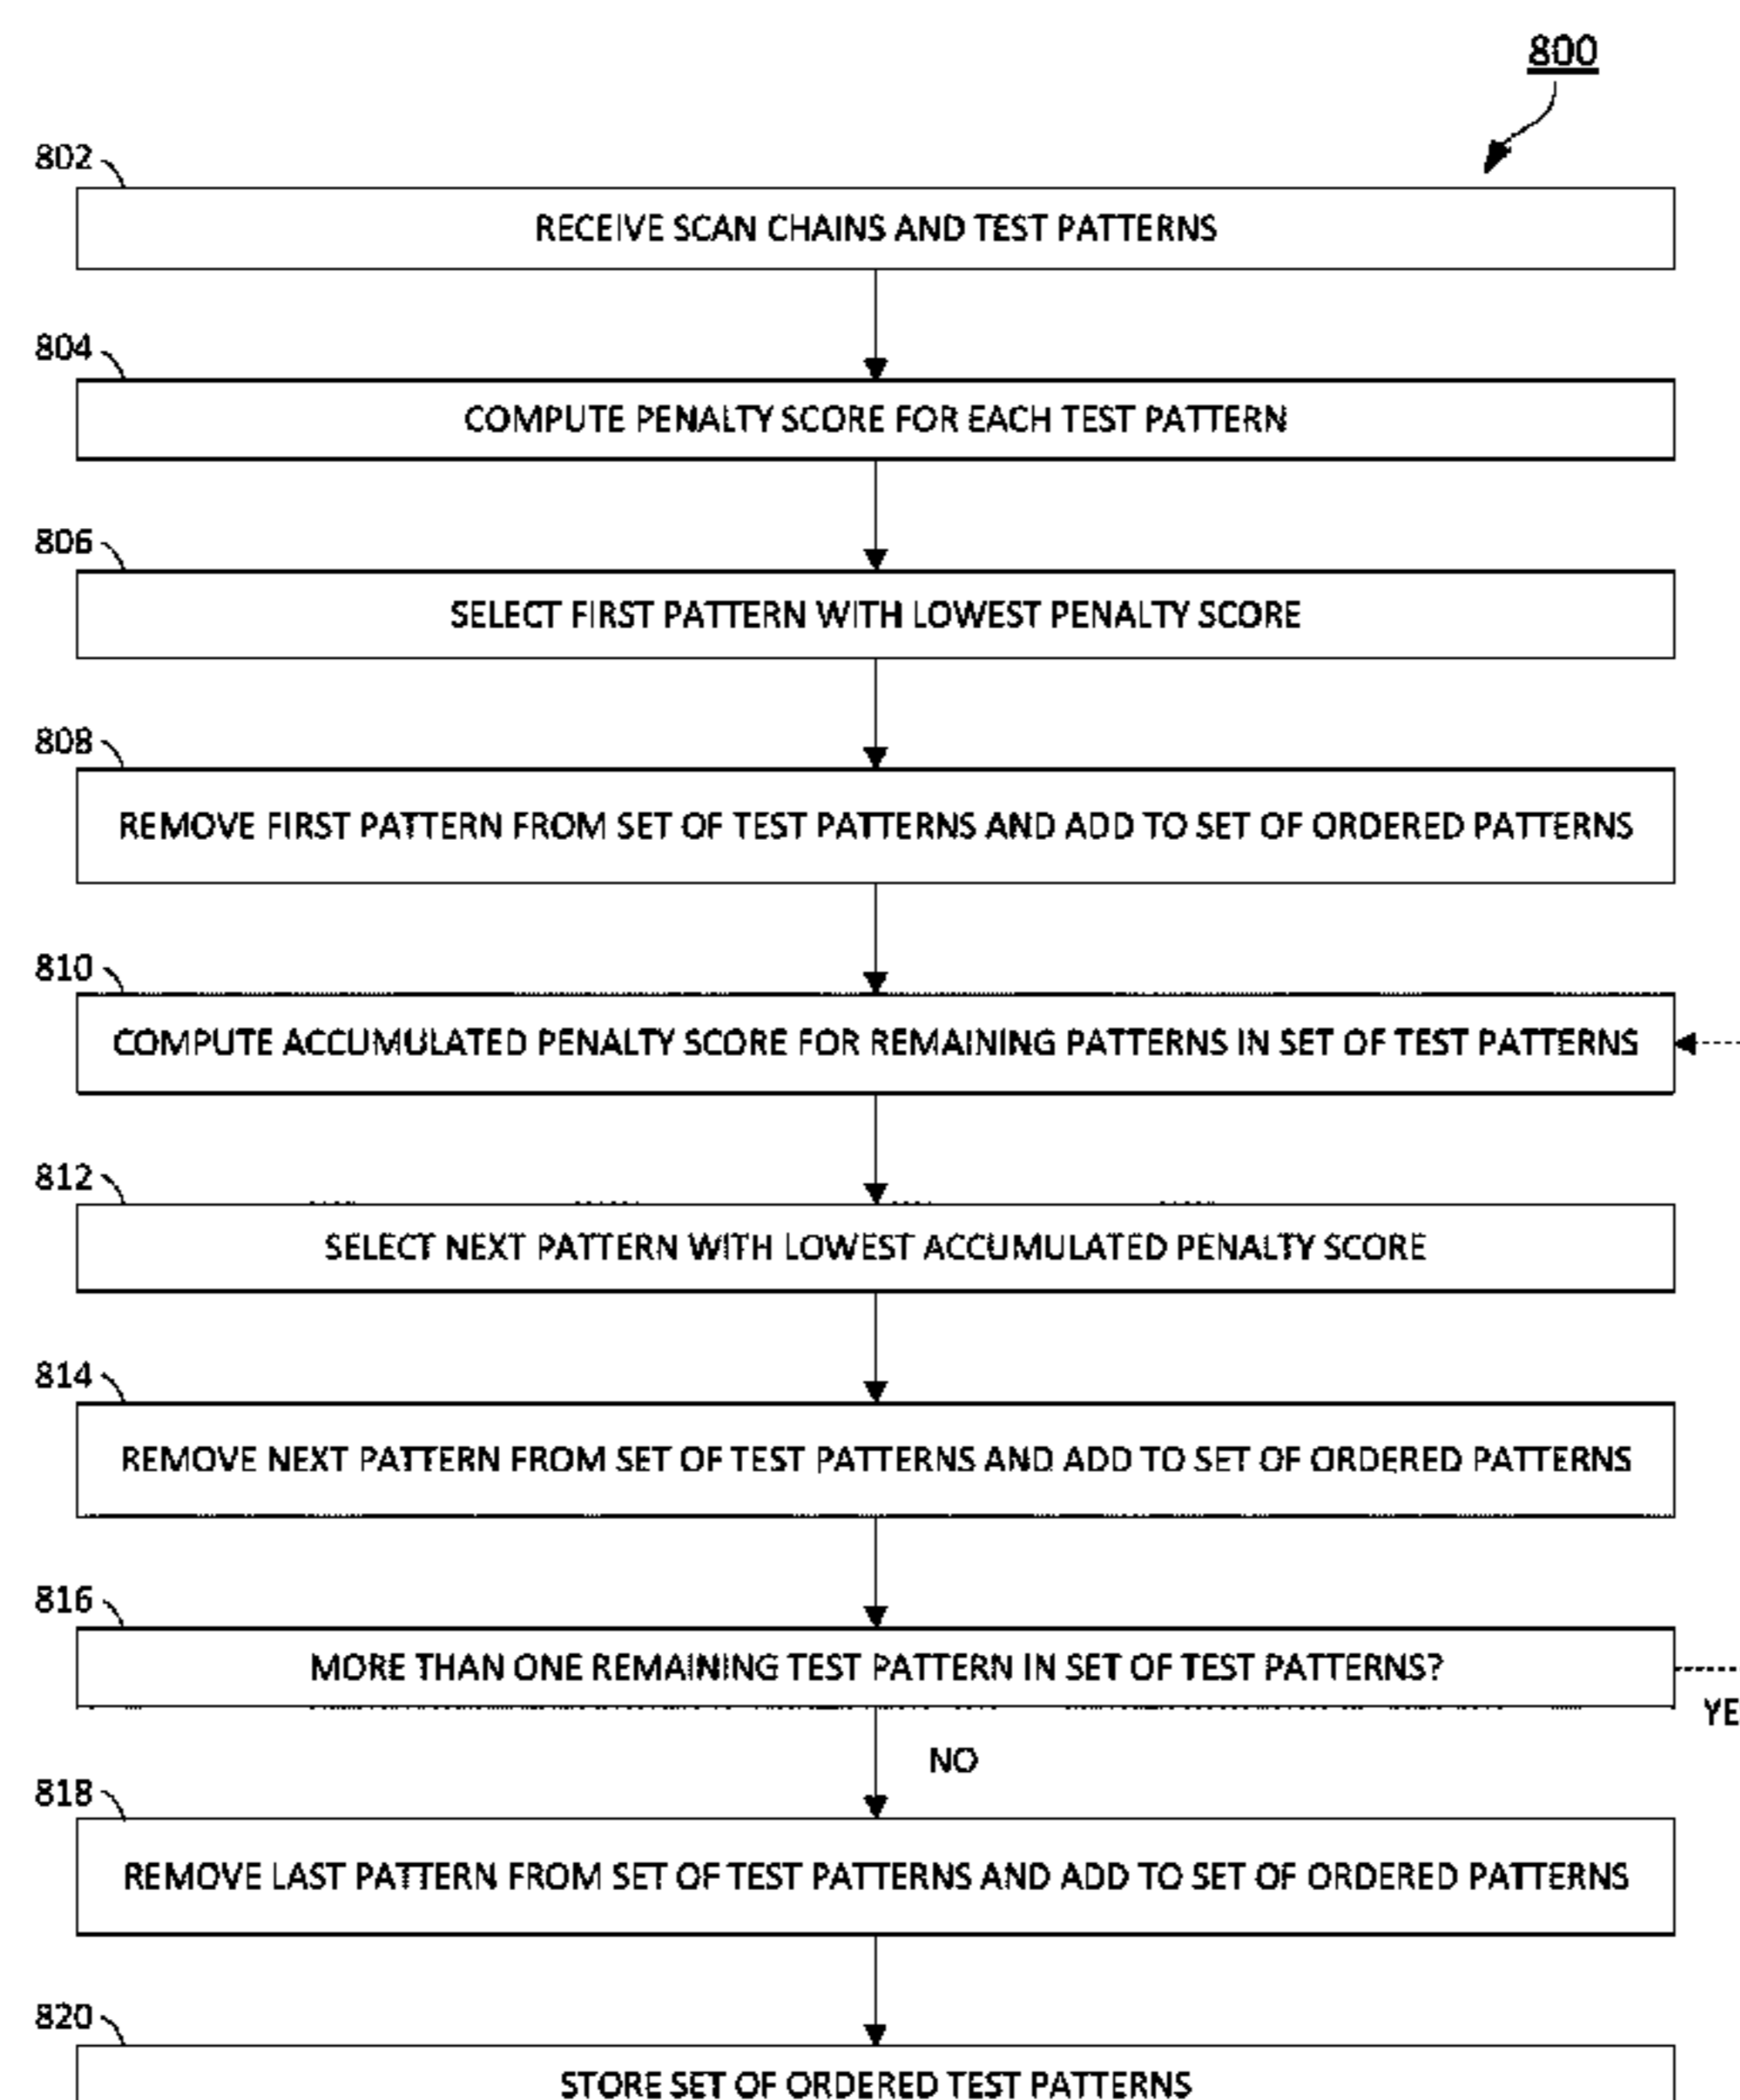 800
802
RECEIVE SCAN CHAINS AND TEST PATTERNS
804
COMPUTE PENALTY SCORE FOR EACH TEST PATTERN
806
SELECT FIRST PATTERN WITH LOWEST PENALTY SCORE
808
REMOVE FIRST PATTERN FROM SET OF TEST PATTERNS AND ADD TO SET OF ORDERED PATTERNS
810
COMPUTE ACCUMULATED PENALTY SCORE FOR REMAINING PATTERNS IN SET OF TEST PATTERNS
812
SELECT NEXT PATTERN WITH LOWEST ACCUMULATED PENALTY SCORE
814
REMOVE NEXT PATTERN FROM SET OF TEST PATTERNS AND ADD TO SET OF ORDERED PATTERNS
816
MORE THAN ONE REMAINING TEST PATTERN IN SET OF TEST PATTERNS?
YE
NO
818
REMOVE LAST PATTERN FROM SET OF TEST PATTERNS AND ADD TO SET OF ORDERED PATTERNS
820
STORE SET OF ORDERED TEST PATTERNS